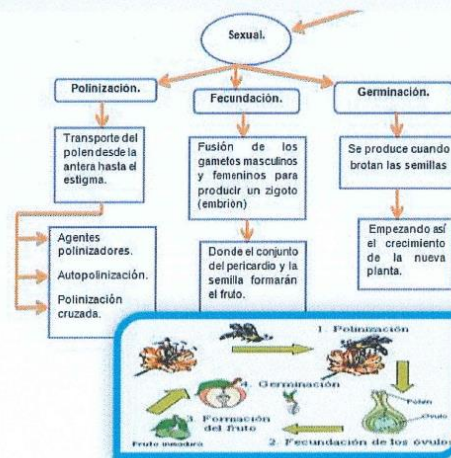 Sexual.
Polinización.
Fecundación.
Germinación.
Transporte del
polen desde la
antera hasta el
estigma.
Fusión de los
gametos masculinos
y femeninos para
producir un zigoto
(embrión)
Se produce cuando
brotan las semillas
Agentes
polinizadores.
Autopolinización.
Polinización
cruzada.
Donde el conjunto
del pericardio y la
semilla formarán
el fruto.
Empezando así
el crecimiento
de la nueva
planta.
1. Polinización
Polen
Ovulo
2. Fecundación de los óvulos
3. Formación
del fruto
Fruto inmaduro
4. Germinación